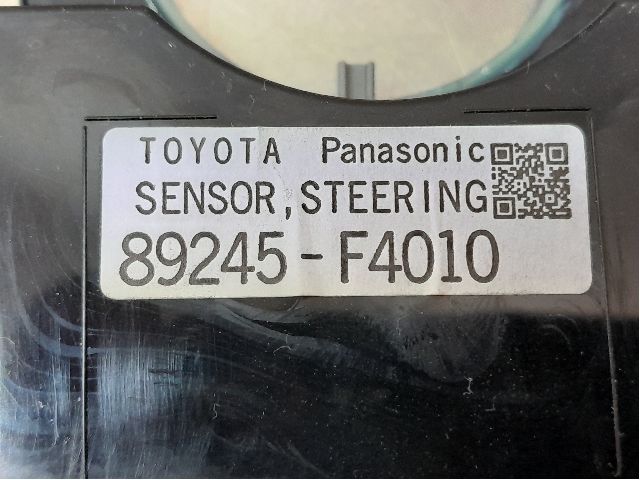 TOYOTA Panasonic
SENSOR, STEERING
89245-F4010